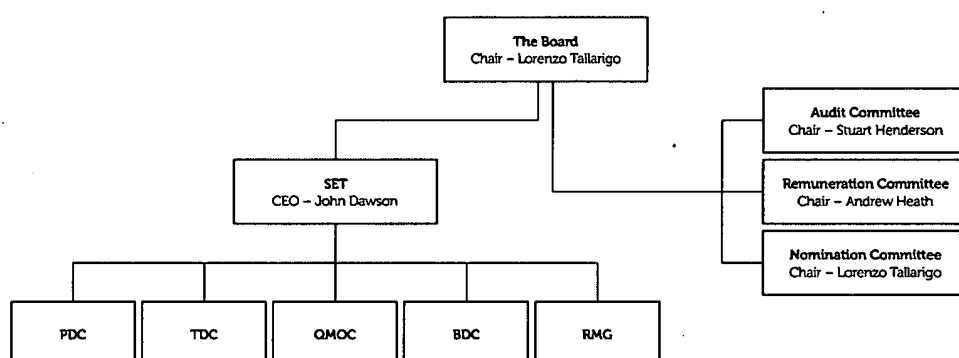 The Board
Chair – Lorenzo Tallarigo
Audit Committee
Chair – Stuart Henderson
SET
CEO – John Dawson
Remuneration Committee
Chair – Andrew Heath
Nomination Committee
Chair – Lorenzo Tallarigo
PDC
TDC
QMOC
BDC
RMG